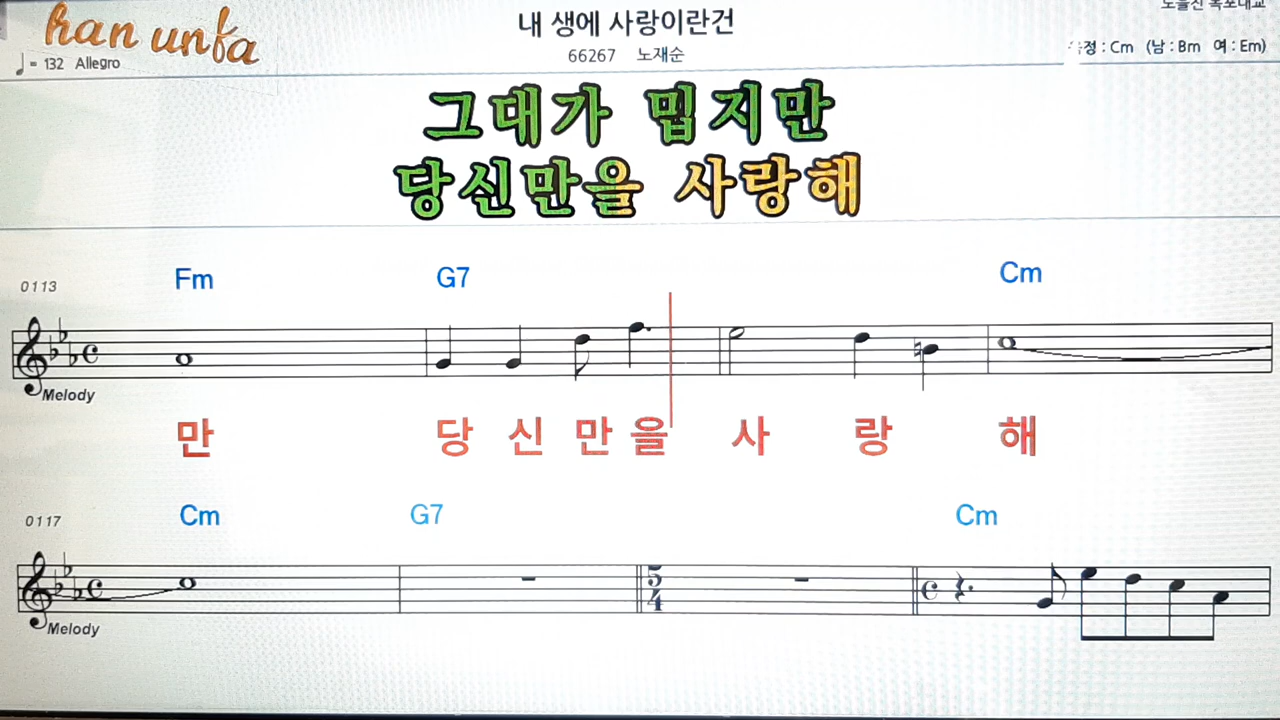 han unfa
내 생에 사랑이란건
♩= 132 Allegro
66267 노재순
정 : Cm (남 : Bm 여 : Em)
그대가 밉지만
당신만을 사랑해
0113
Fm G7 Cm
Melody
만 당 신 만 을 사 랑 해
0117
Cm G7 Cm
5
4
Melody